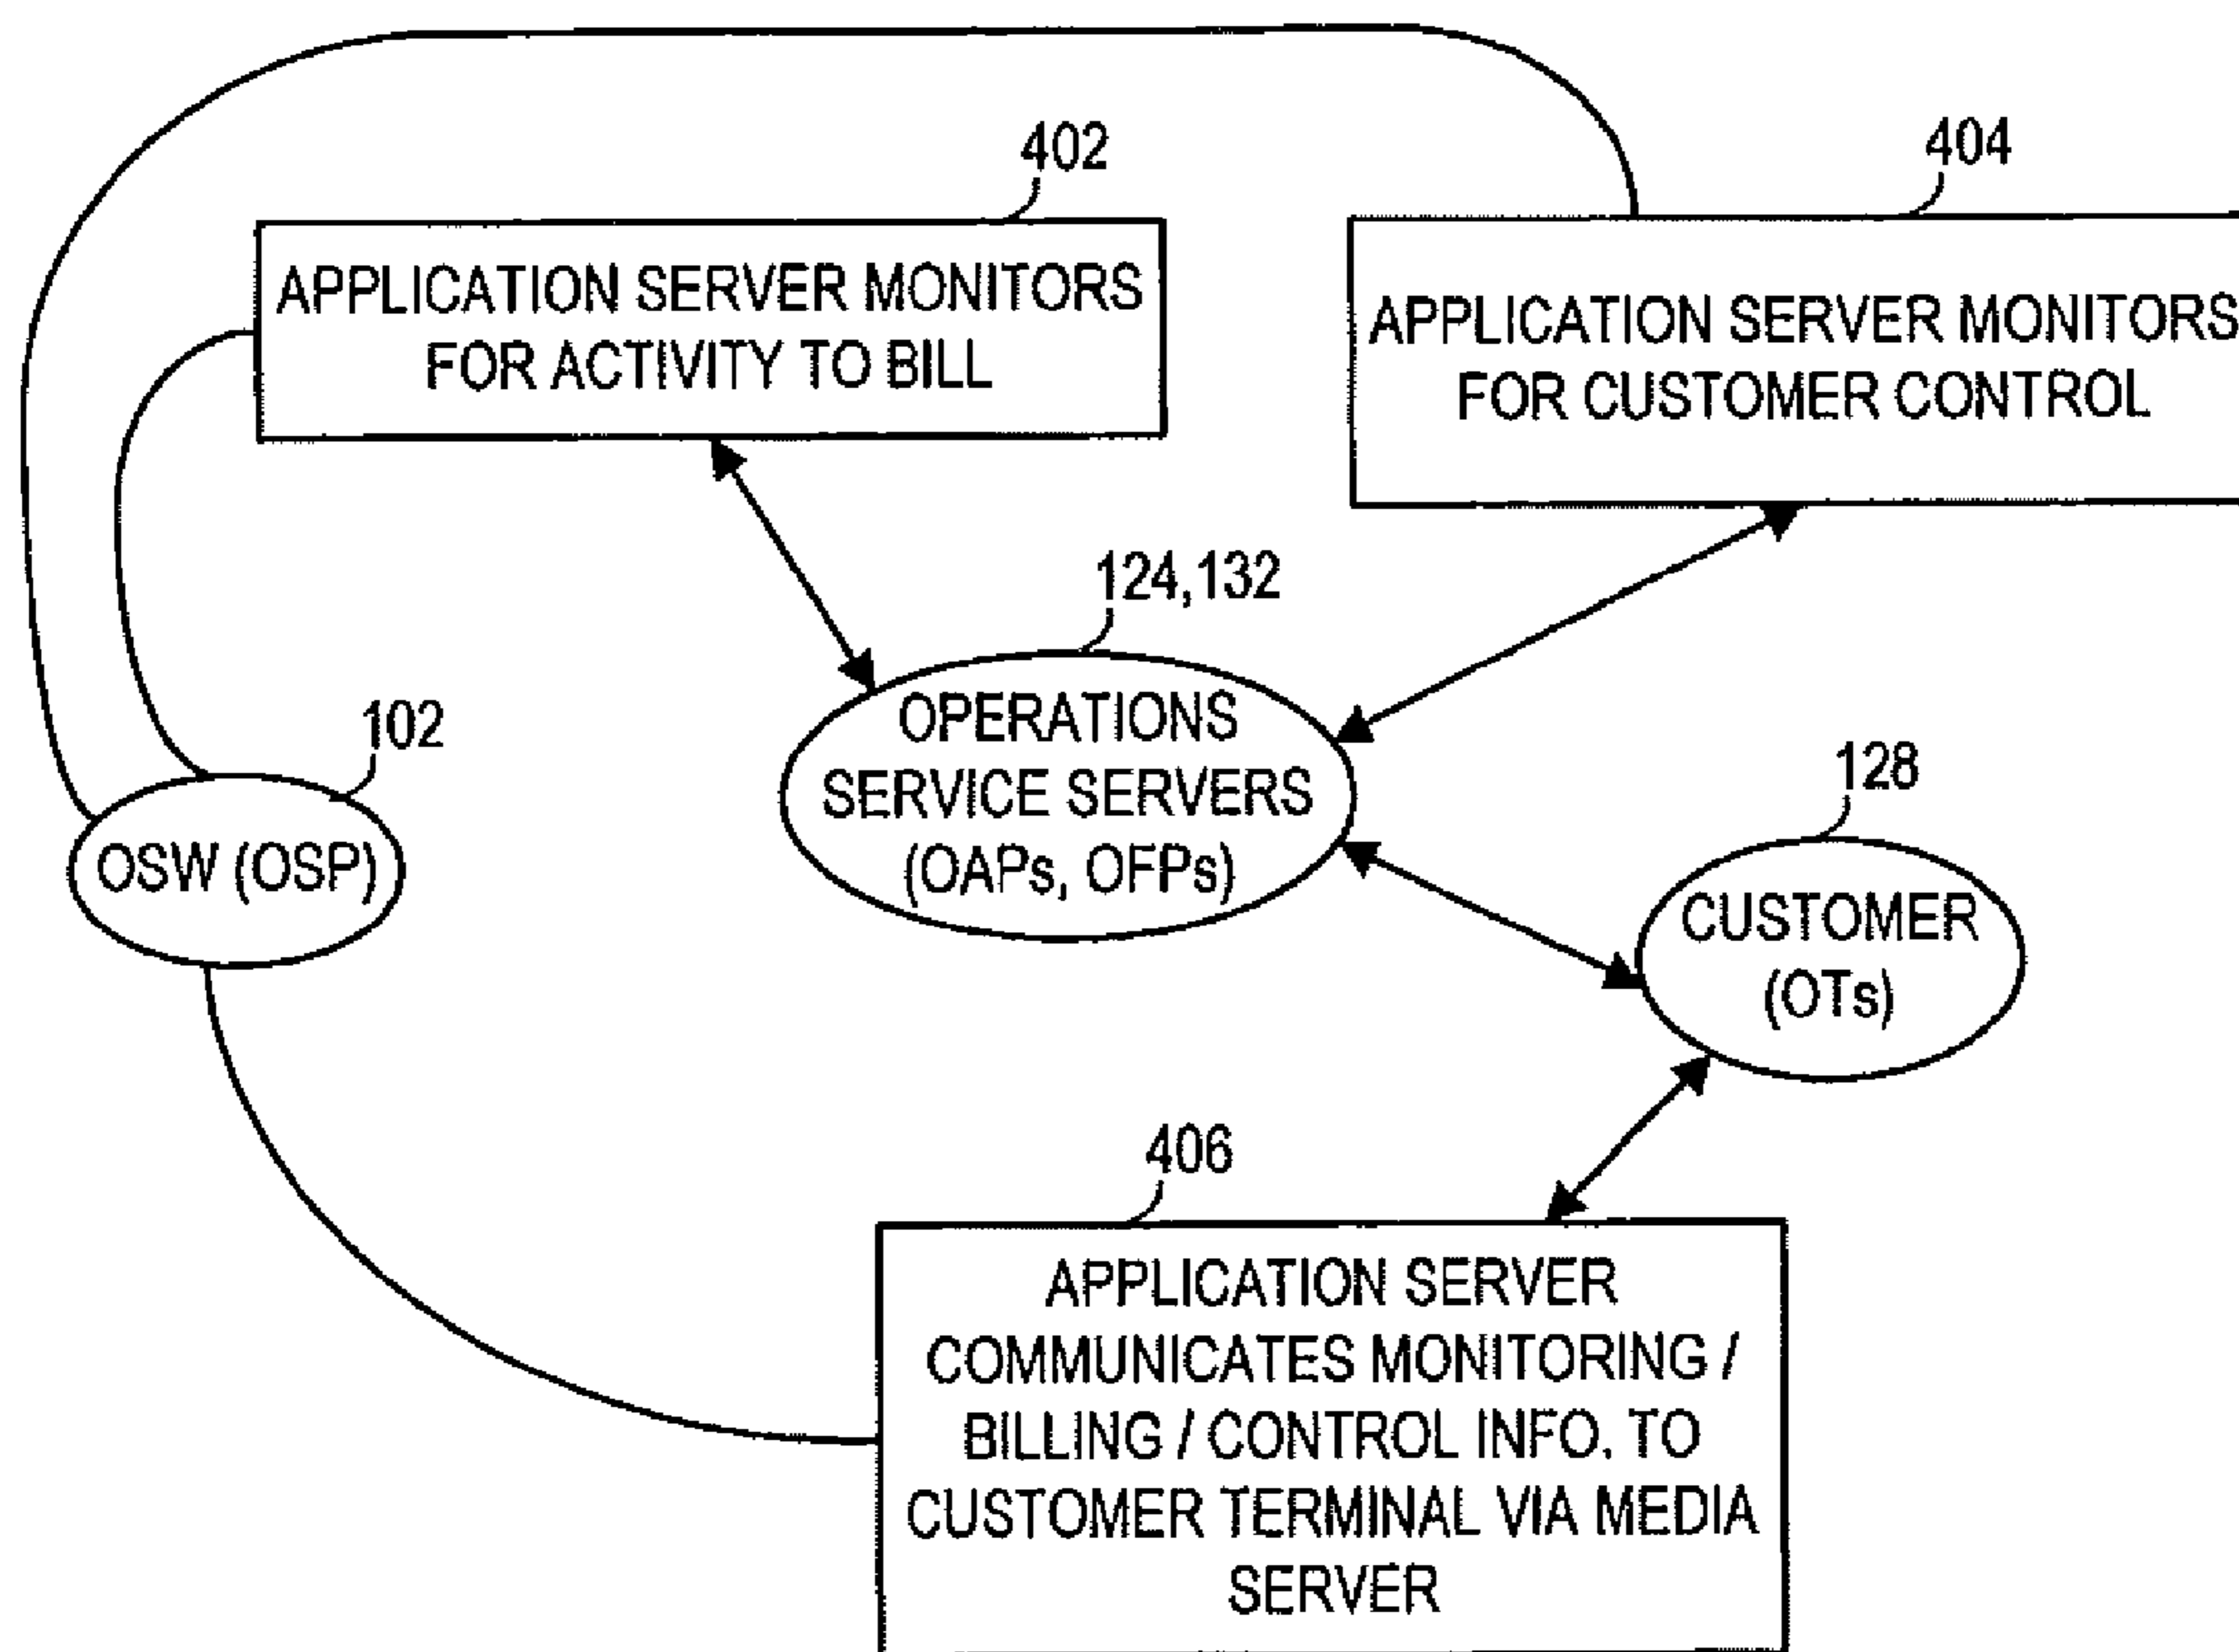 402
404
APPLICATION SERVER MONITORS
FOR ACTIVITY TO BILL
APPLICATION SERVER MONITORS
FOR CUSTOMER CONTROL
124,132
OPERATIONS
SERVICE SERVERS
(OAPs, OFPs)
102
OSW (OSP)
128
CUSTOMER
(OTs)
406
APPLICATION SERVER
COMMUNICATES MONITORING /
BILLING / CONTROL INFO. TO
CUSTOMER TERMINAL VIA MEDIA
SERVER